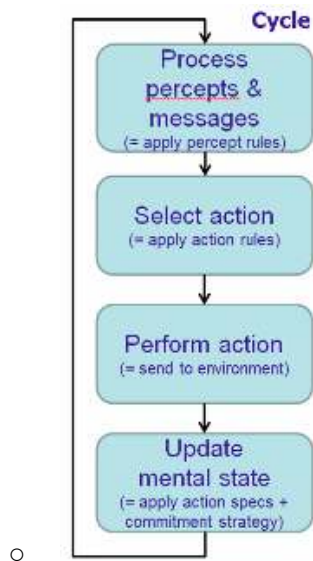 Cycle
Process
percepts &
messages
(= apply percept rules)
Select action
(= apply action rules)
Perform action
(= send to environment)
Update
mental state
(= apply action specs +
commitment strategy)